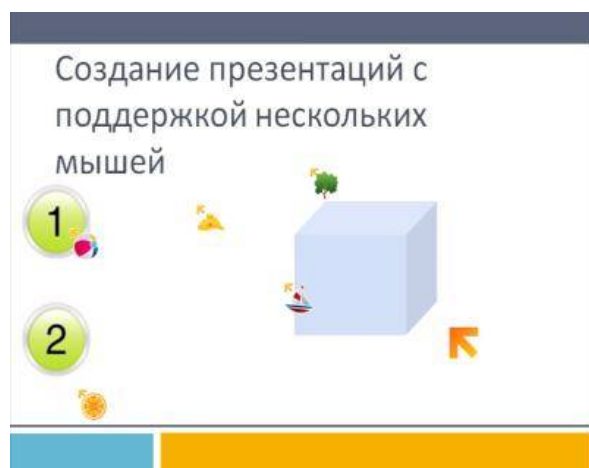 Создание презентаций с
поддержкой нескольких
мышей
1
2